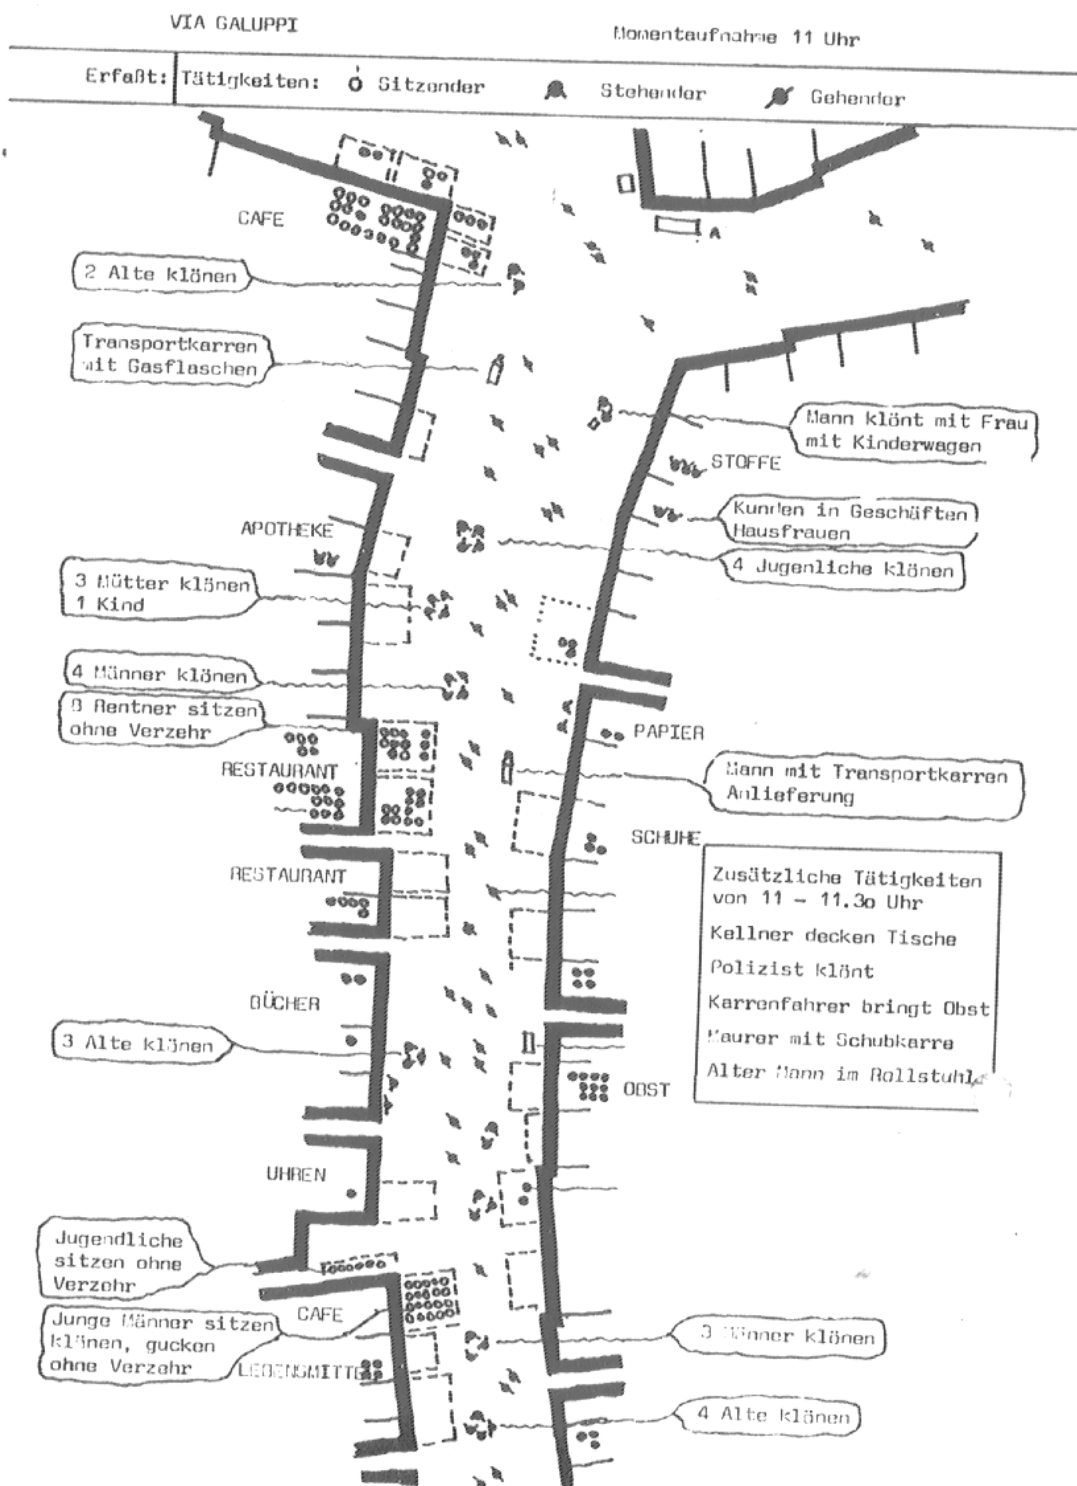 VIA GALUPPI
Momentaufnahme 11 Uhr
Erfaßt:
Tätigkeiten:
Sitzender
Stehender
Gehender
CAFE
2 Alte klönen
Transportkarren
mit Gasflaschen
Mann klönt mit Frau
mit Kinderwagen
STOFFE
Kunden in Geschäften
Hausfrauen
APOTHEKE
4 Jugenliche klönen
3 Mütter klönen
1 Kind
4 Männer klönen
8 Rentner sitzen
ohne Verzehr
PAPIER
RESTAURANT
Mann mit Transportkarren
Anlieferung
SCHUHE
RESTAURANT
Zusätzliche Tätigkeiten
von 11 - 11.3o Uhr
Kellner decken Tische
Polizist klönt
Karrenfahrer bringt Obst
Maurer mit Schubkarre
Alter Mann im Rollstuhl
BÜCHER
3 Alte klönen
OBST
UHREN
Jugendliche
sitzen ohne
Verzehr
CAFE
Junge Männer sitzen
klönen, gucken
ohne Verzehr
LEBENSMITTEL
3 Männer klönen
4 Alte klönen